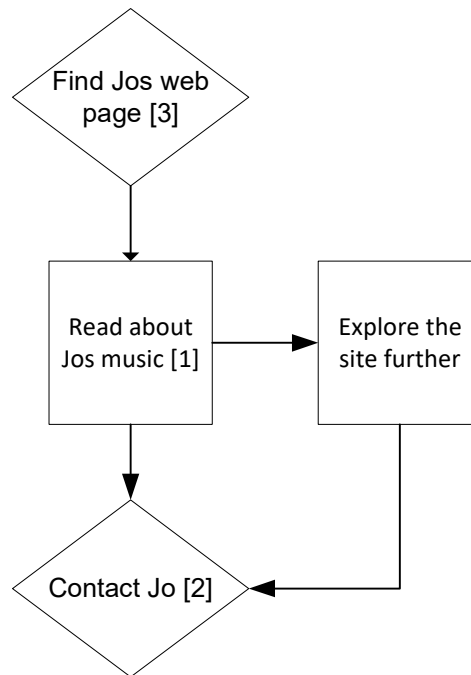 Find Jos web
page [3]
Read about
Jos music [1]
Explore the
site further
Contact Jo [2]